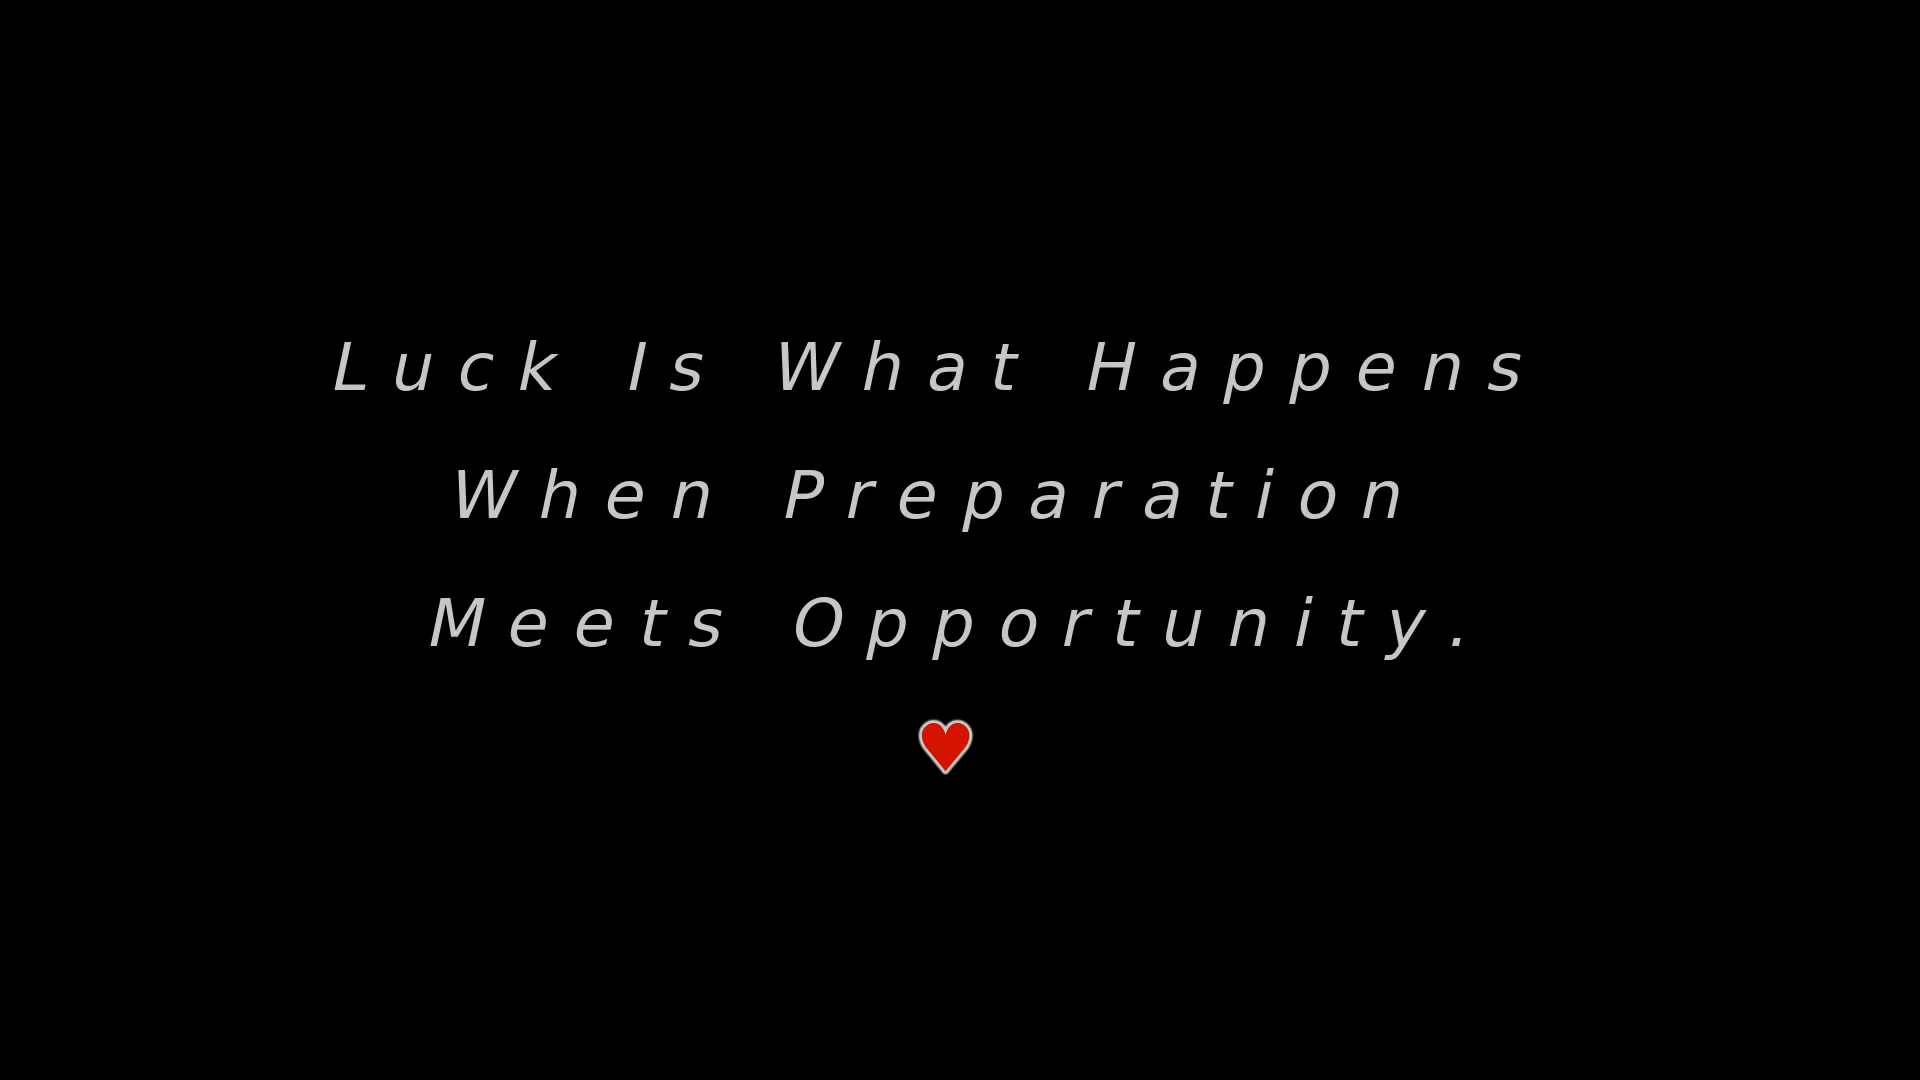 Luck Is What Happens
When Preparation
Meets Opportunity.
♥